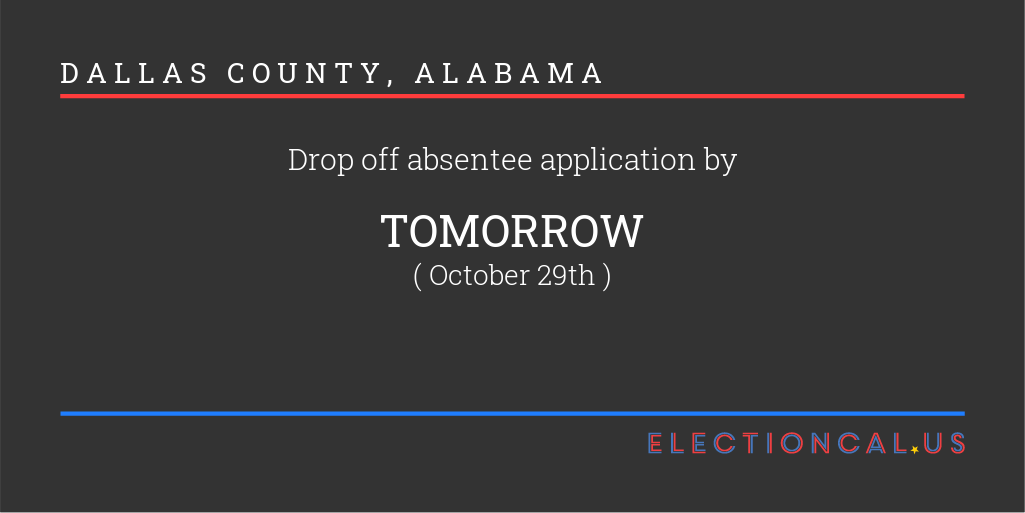 DALLAS COUNTY, ALABAMA
Drop off absentee application by
TOMORROW
( October 29th )
ELECTIONCAL.US